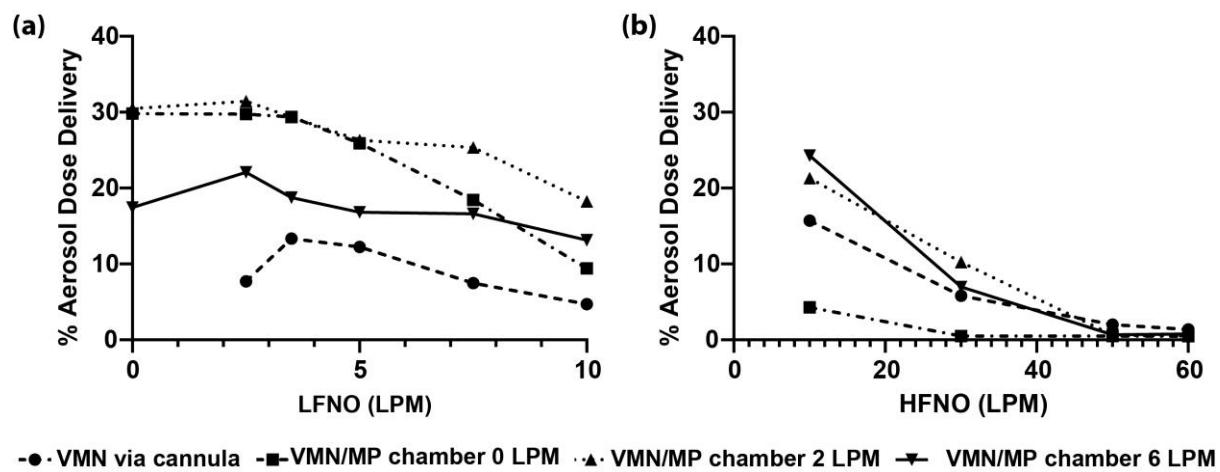 (a)
% Aerosol Dose Delivery
40
30
20
10
0
0 5 10
LFNO (LPM)
(b)
% Aerosol Dose Delivery
40
30
20
10
0
0 20 40 60
HFNO (LPM)
VMN via cannula VMN/MP chamber 0 LPM VMN/MP chamber 2 LPM VMN/MP chamber 6 LPM